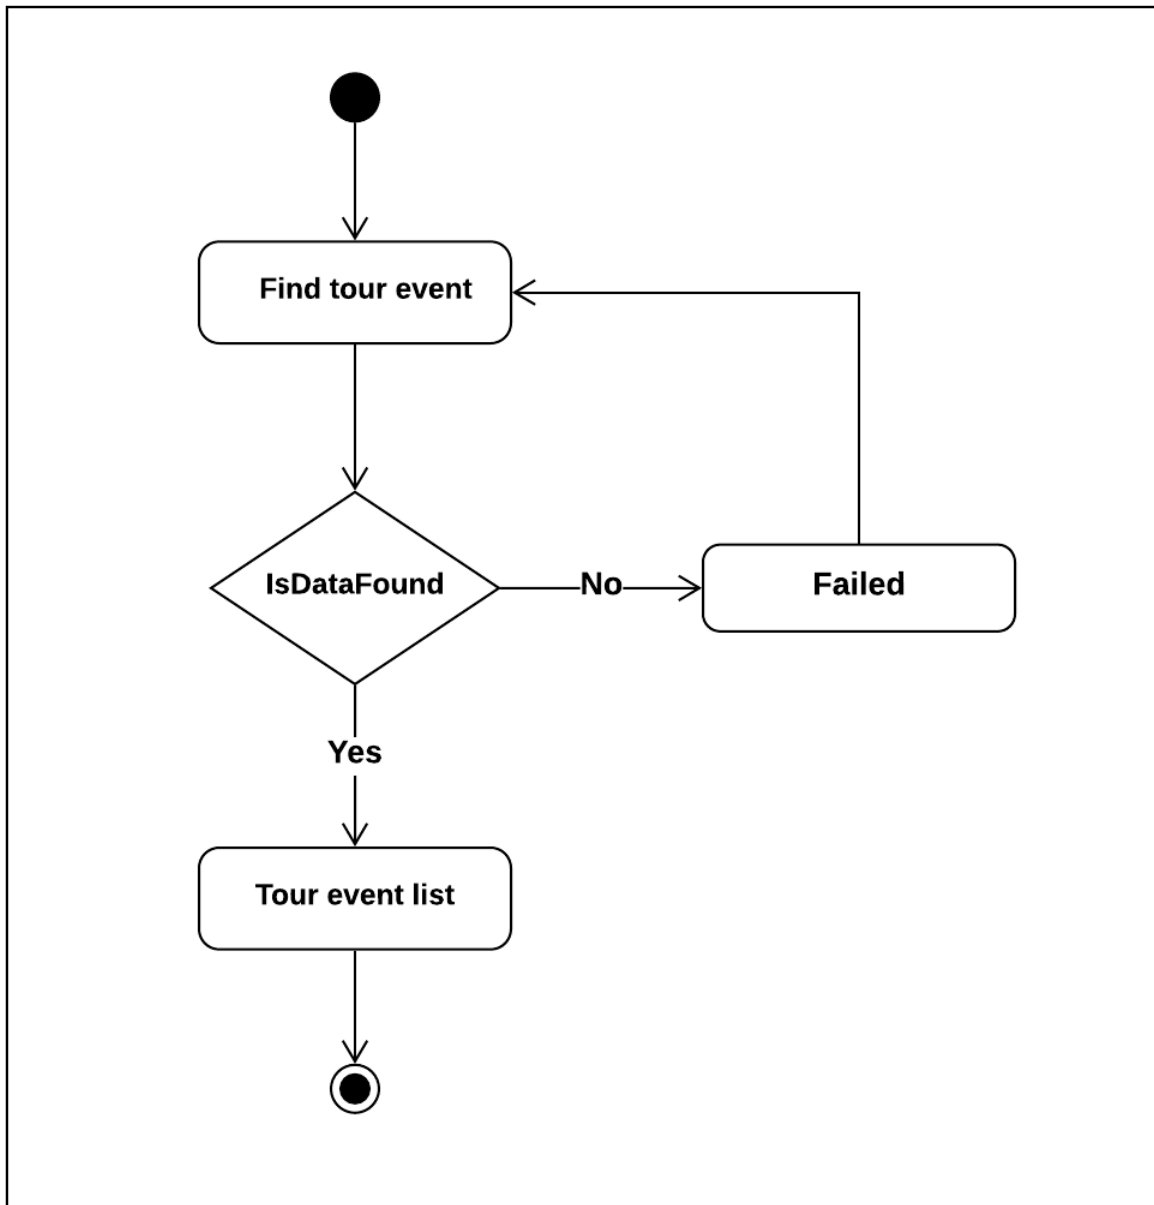 Find tour event
IsDataFound
No
Failed
Yes
Tour event list